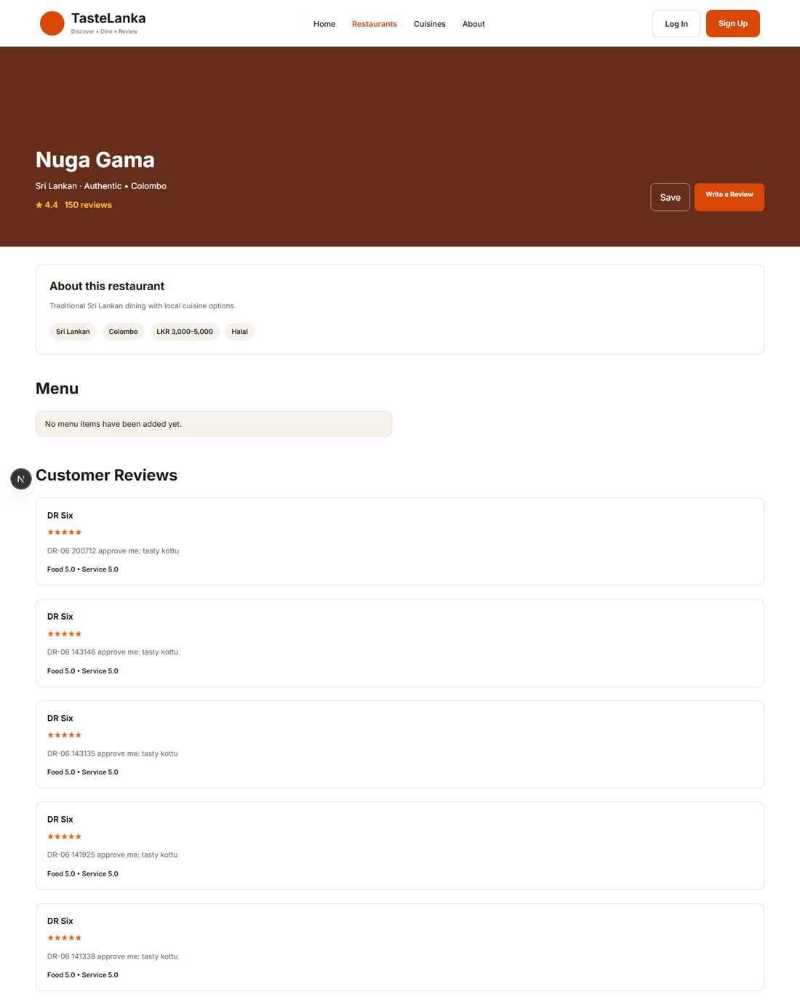 TasteLanka
Discover • Dine • Review
Home Restaurants Cuisines About
Log In Sign Up
Nuga Gama
Sri Lankan · Authentic • Colombo
★ 4.4 150 reviews
Save Write a Review
About this restaurant
Traditional Sri Lankan dining with local cuisine options.
Sri Lankan Colombo LKR 3,000–5,000 Halal
Menu
No menu items have been added yet.
N
Customer Reviews
DR Six
★★★★★
DR-06 200712 approve me: tasty kottu
Food 5.0 • Service 5.0
DR Six
★★★★★
DR-06 143146 approve me: tasty kottu
Food 5.0 • Service 5.0
DR Six
★★★★★
DR-06 143135 approve me: tasty kottu
Food 5.0 • Service 5.0
DR Six
★★★★★
DR-06 141925 approve me: tasty kottu
Food 5.0 • Service 5.0
DR Six
★★★★★
DR-06 141338 approve me: tasty kottu
Food 5.0 • Service 5.0